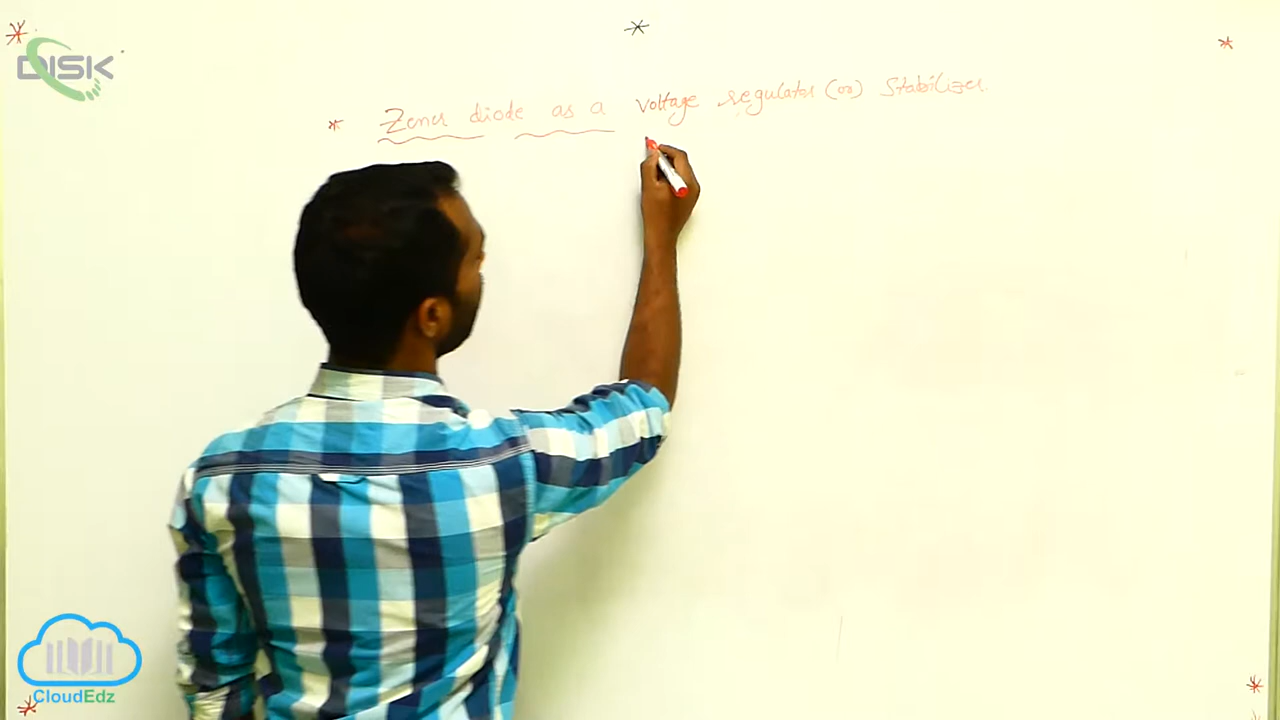 DISK
* Zener diode as a voltage regulator (or) Stabilizer.
CloudEdz